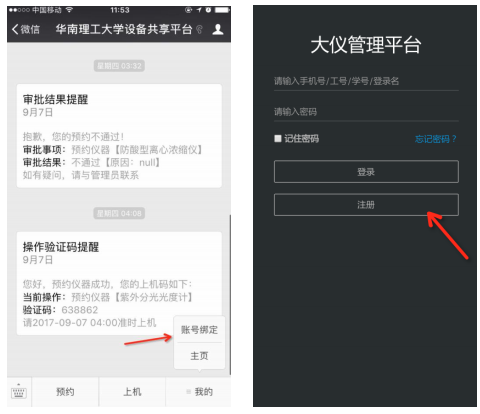 中国移动 11:53
微信 华南理工大学设备共享平台
星期四 03:32
审批结果提醒
9月7日
抱歉，您的预约不通过！
审批事项：预约仪器【防酸型离心浓缩仪】
审批结果：不通过【原因：null】
如有疑问，请与管理员联系
星期四 04:08
操作验证码提醒
9月7日
您好，预约仪器成功，您的上机码如下：
当前操作：预约仪器【紫外分光光度计】
验证码：638862
请2017-09-07 04:00准时上机
账号绑定
主页
预约
上机
我的
大仪管理平台
请输入手机号/工号/学号/登录名
请输入密码
记住密码 忘记密码？
登录
注册